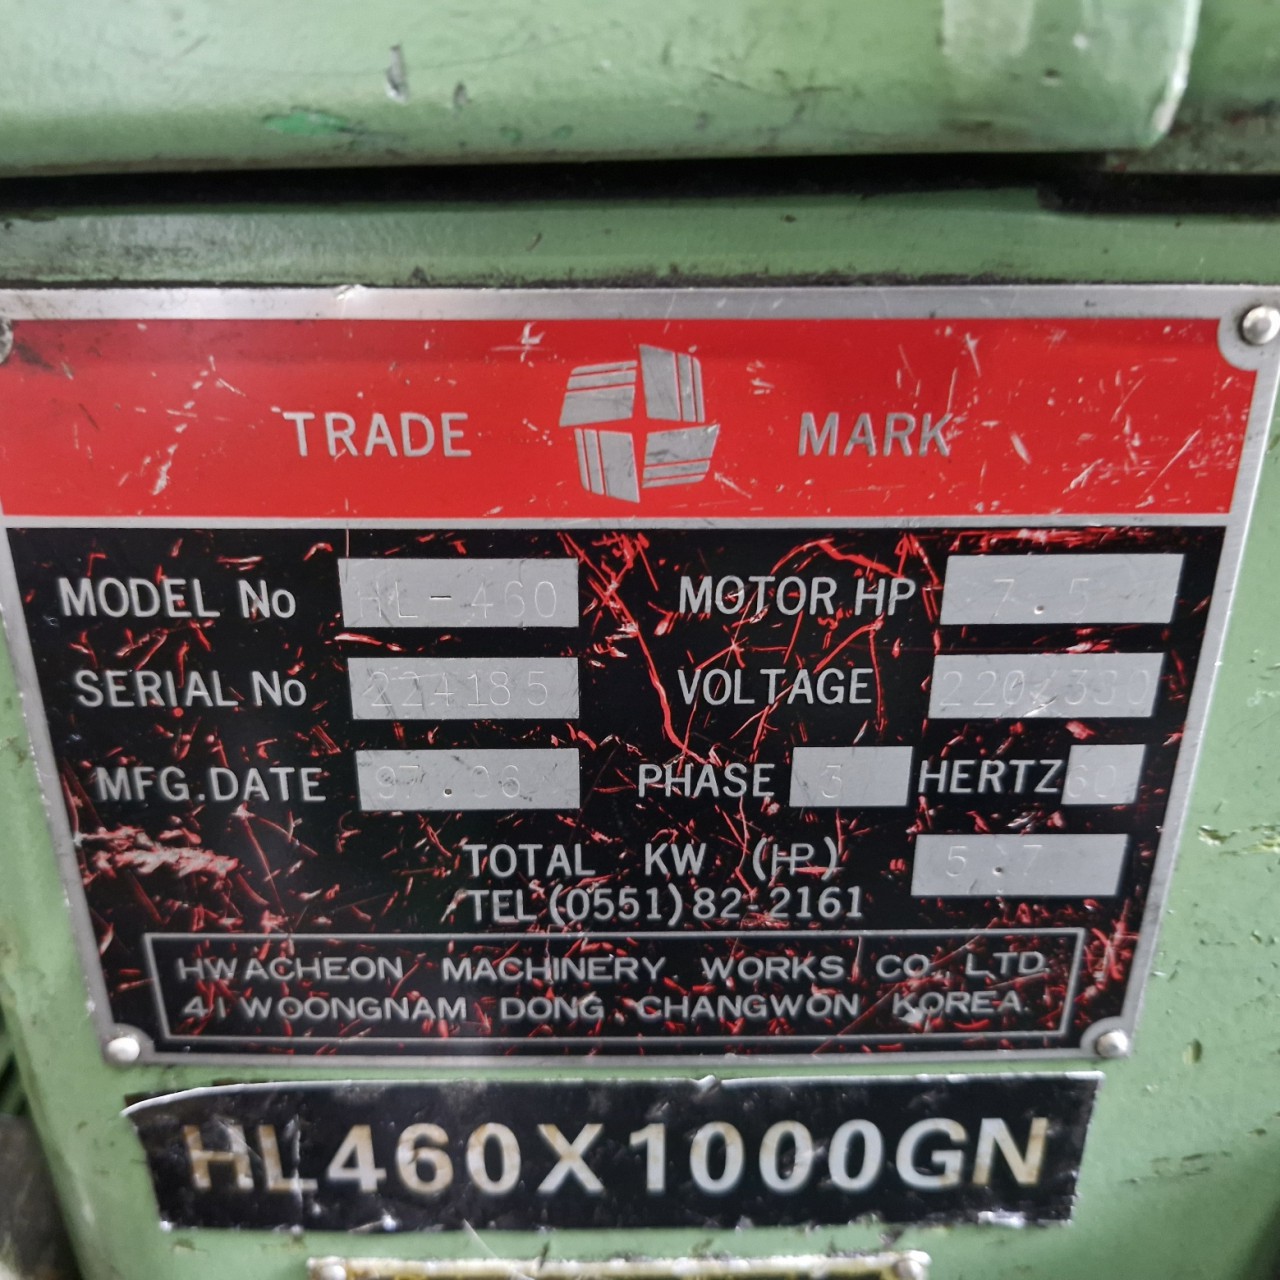 TRADE MARK
MODEL No HL-460 MOTOR HP 7.5
SERIAL No 224185 VOLTAGE 220/380
MFG.DATE 97.06 PHASE 3 HERTZ 60
TOTAL KW (HP) 5.7
TEL(0551)82-2161
HWACHEON MACHINERY WORKS CO., LTD.
41 WOONGNAM DONG, CHANGWON KOREA.
HL460X1000GN